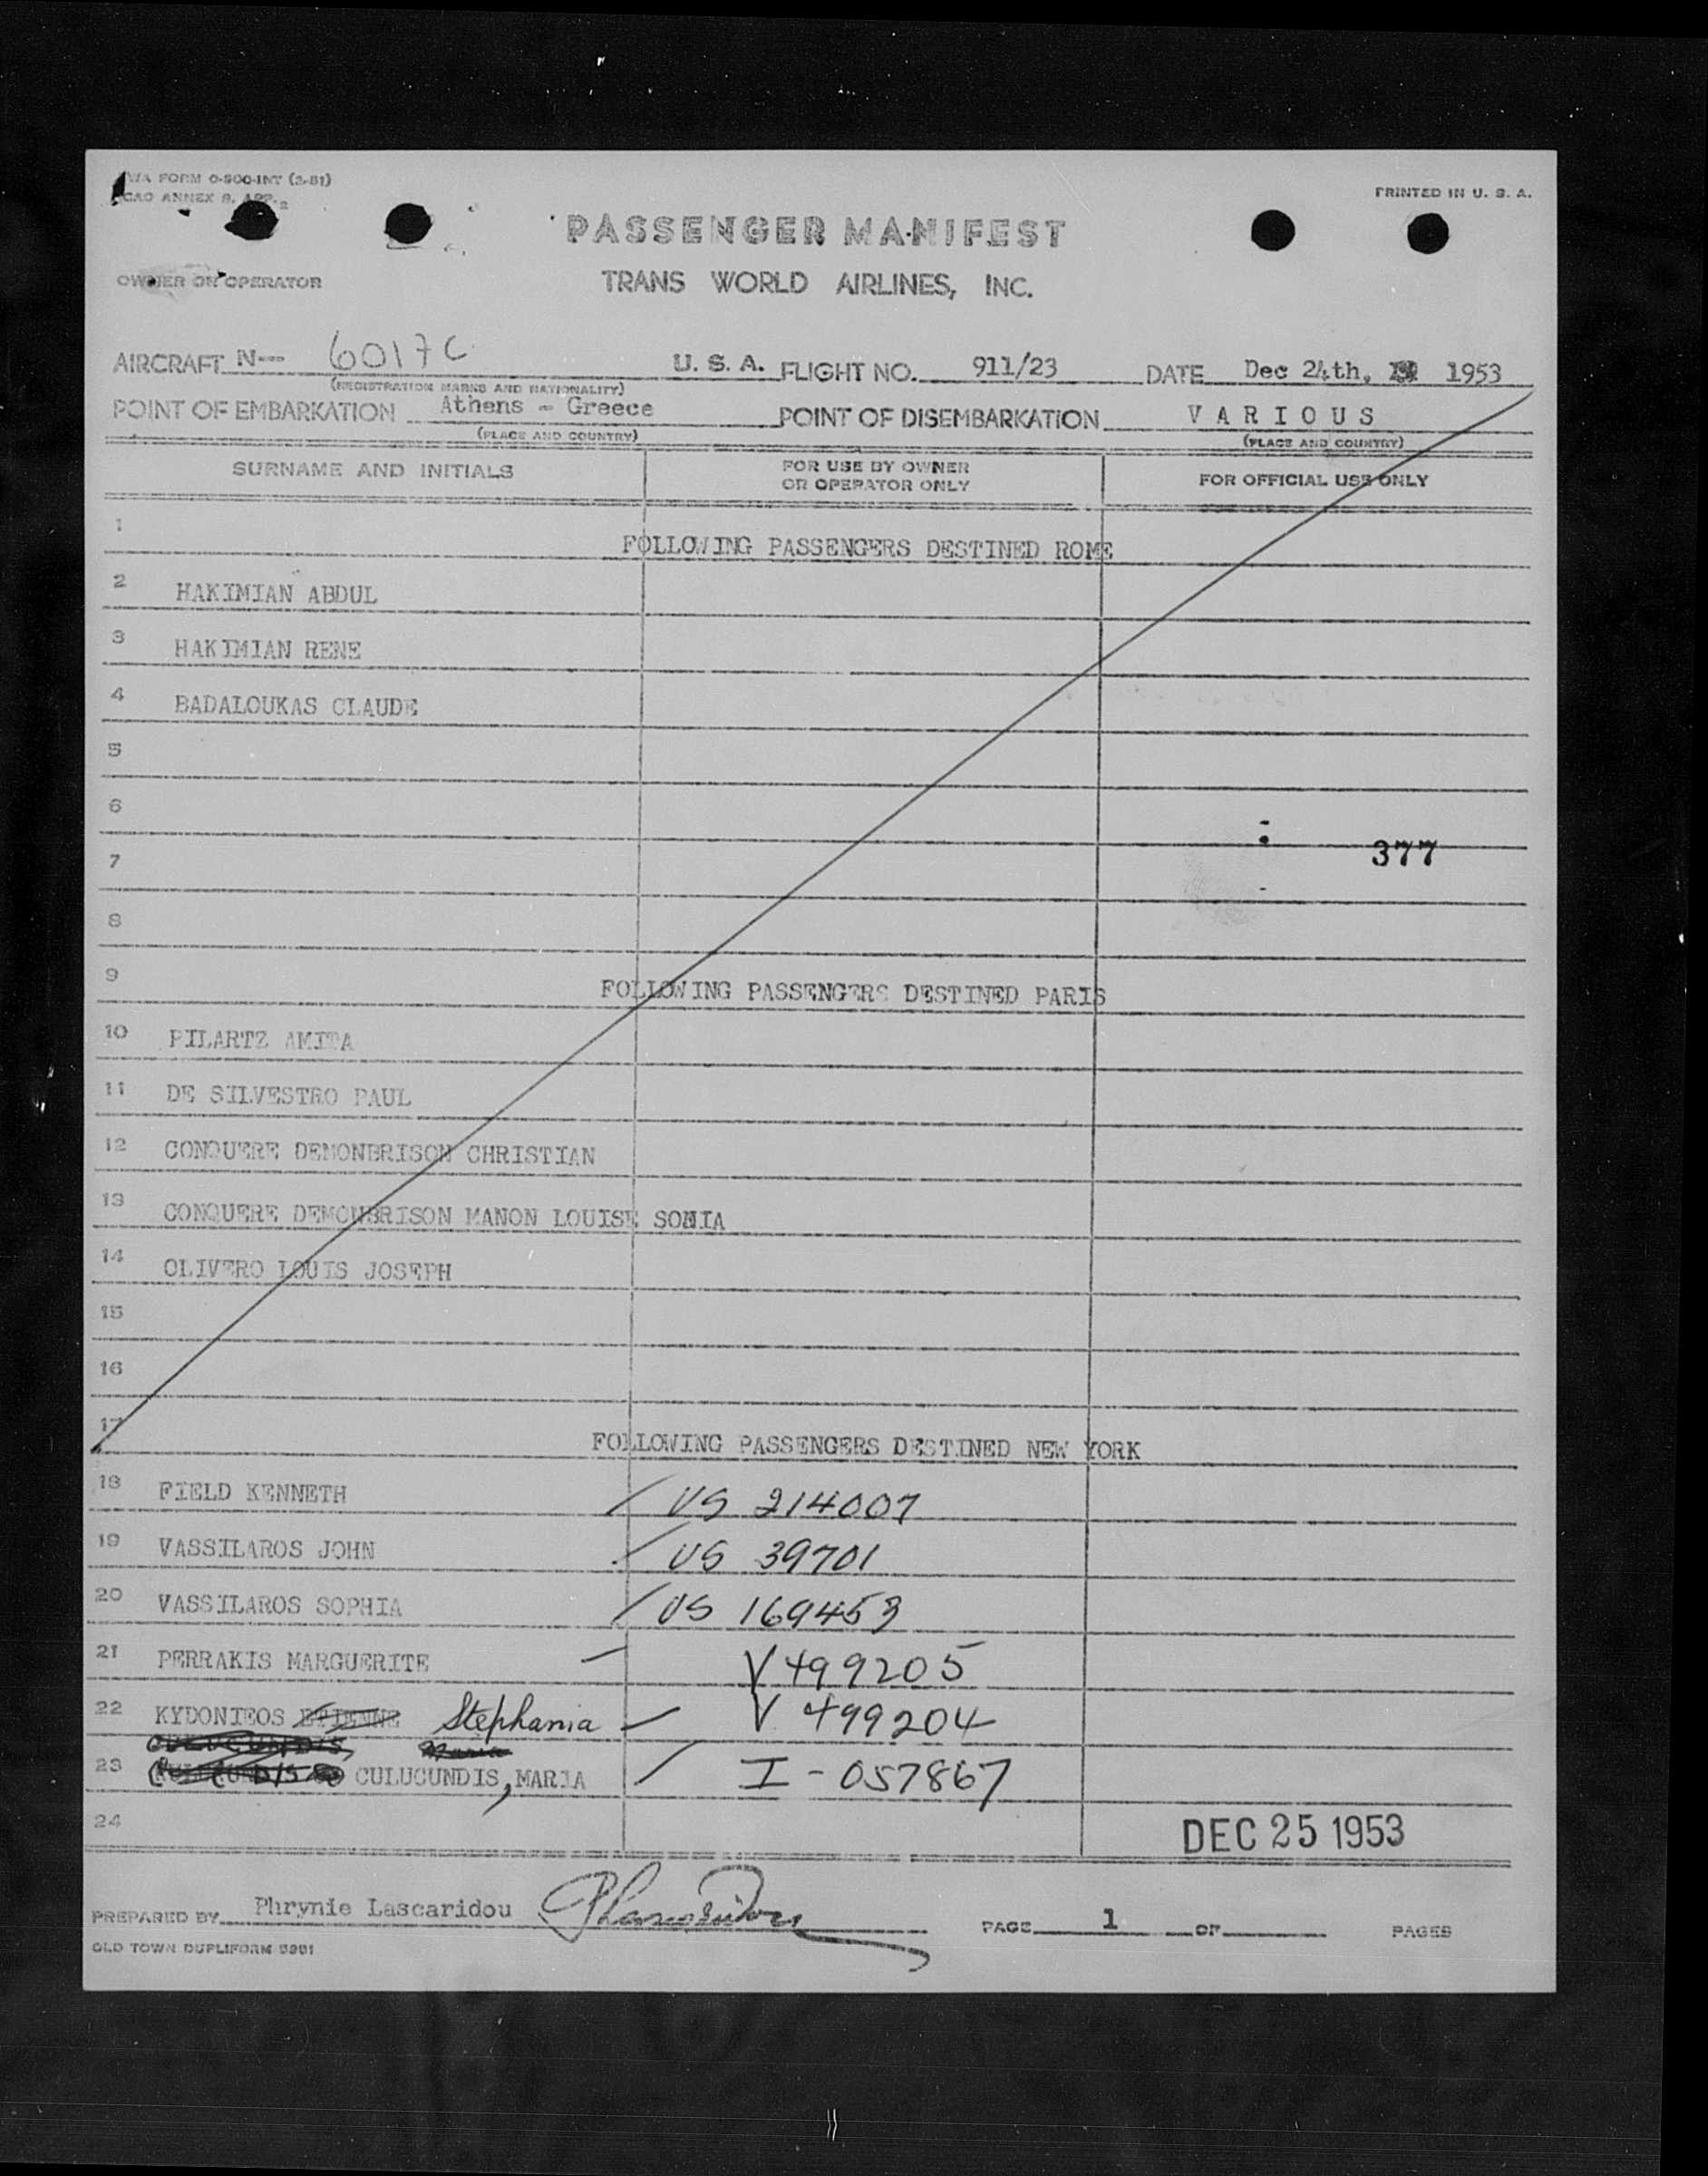 TWA FORM O-800-INT (3-51)
ICAO ANNEX 9, APP. 2
PRINTED IN U. S. A.
PASSENGER MANIFEST
OWNER OR OPERATOR
TRANS WORLD AIRLINES, INC.
AIRCRAFT N--- 6017C U. S. A. FLIGHT NO. 911/23 DATE Dec 24th, 1953
(REGISTRATION MARKS AND NATIONALITY)
POINT OF EMBARKATION Athens - Greece POINT OF DISEMBARKATION V A R I O U S
(PLACE AND COUNTRY) (PLACE AND COUNTRY)
SURNAME AND INITIALS FOR USE BY OWNER OR OPERATOR ONLY FOR OFFICIAL USE ONLY
1 FOLLOWING PASSENGERS DESTINED ROME
2 HAKIMIAN ABDUL
3 HAKIMIAN RENE
4 BADALOUKAS CLAUDE
5
6
377
7
8
9 FOLLOWING PASSENGERS DESTINED PARIS
10 PILARTZ AMITA
11 DE SILVESTRO PAUL
12 CONQUERE DEMONBRISON CHRISTIAN
13 CONQUERE DEMONBRISON MANON LOUISE SONIA
14 OLIVERO LOUIS JOSEPH
15
16
17 FOLLOWING PASSENGERS DESTINED NEW YORK
18 FIELD KENNETH / US 214007
19 VASSILAROS JOHN / US 39701
20 VASSILAROS SOPHIA / US 169453
21 PERRAKIS MARGUERITE — V 499205
22 KYDONIEOS ETIENNE Stephania — V 499204
CULUCUNDIS, Maria
23 CULUCUNDIS, MARIA / I - 057867
24 DEC 25 1953
PREPARED BY Phrynie Lascaridou PAGE 1 OF PAGES
OLD TOWN DUPLIFORM 5991